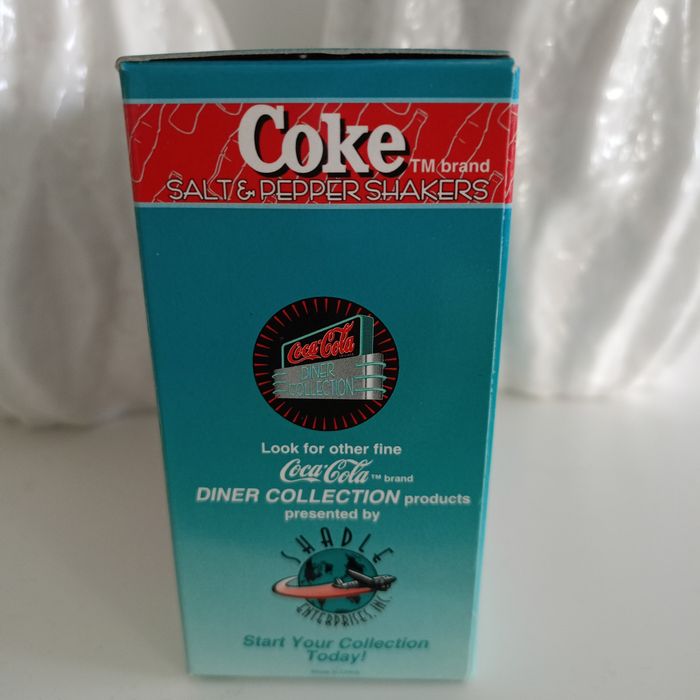 Coke TM brand
SALT & PEPPER SHAKERS
Coca-Cola
DINER
COLLECTION
Look for other fine
Coca-Cola TM brand
DINER COLLECTION products
presented by
SHADLE
ENTERPRISES, INC.
Start Your Collection
Today!